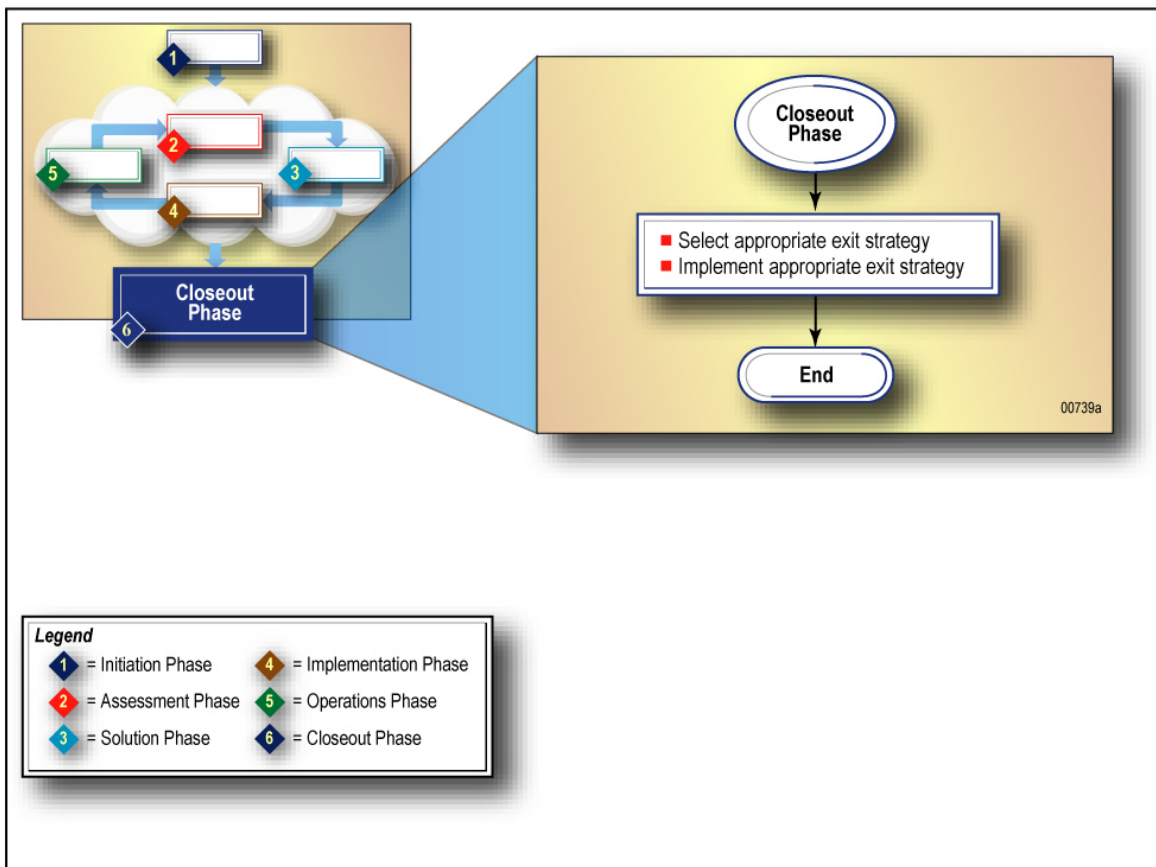 1
2
5
3
4
Closeout
Phase
6
Closeout
Phase
Select appropriate exit strategy
Implement appropriate exit strategy
End
00739a
Legend
1 = Initiation Phase
2 = Assessment Phase
3 = Solution Phase
4 = Implementation Phase
5 = Operations Phase
6 = Closeout Phase